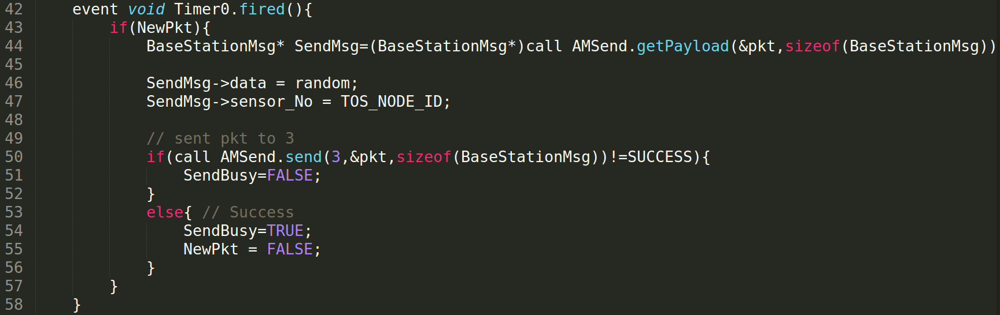 42 event void Timer0.fired(){
43 if(NewPkt){
44 BaseStationMsg* SendMsg=(BaseStationMsg*)call AMSend.getPayload(&pkt,sizeof(BaseStationMsg))
45
46 SendMsg->data = random;
47 SendMsg->sensor_No = TOS_NODE_ID;
48
49 // sent pkt to 3
50 if(call AMSend.send(3,&pkt,sizeof(BaseStationMsg))!=SUCCESS){
51 SendBusy=FALSE;
52 }
53 else{ // Success
54 SendBusy=TRUE;
55 NewPkt = FALSE;
56 }
57 }
58 }